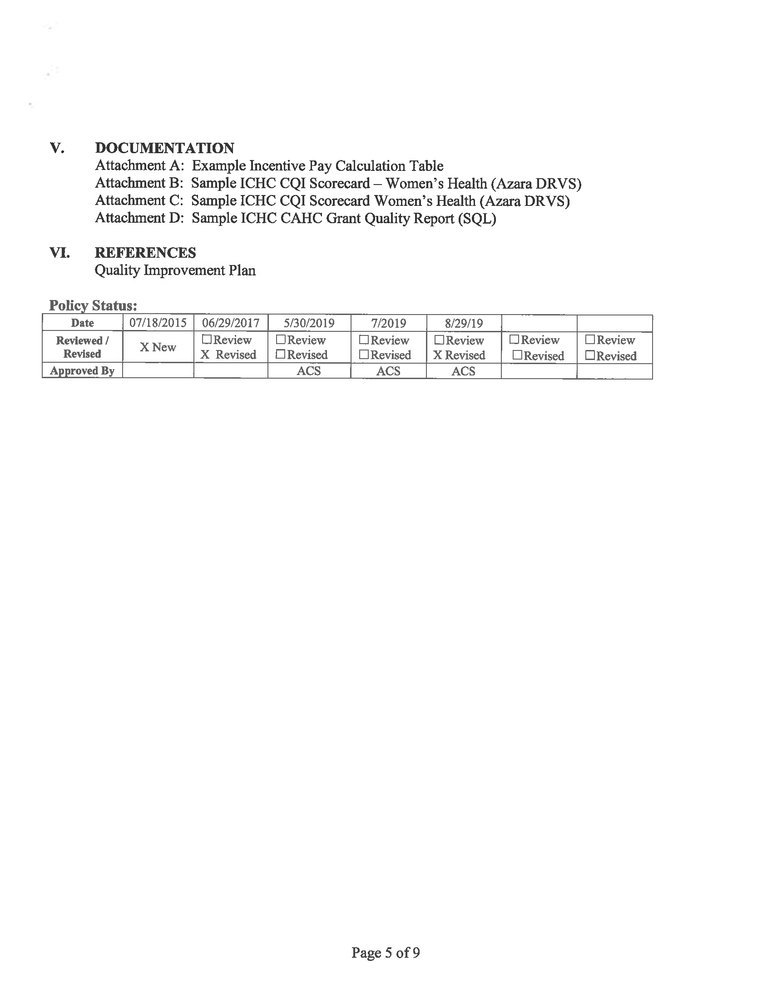 V. DOCUMENTATION
Attachment A: Example Incentive Pay Calculation Table
Attachment B: Sample ICHC CQI Scorecard – Women's Health (Azara DRVS)
Attachment C: Sample ICHC CQI Scorecard Women's Health (Azara DRVS)
Attachment D: Sample ICHC CAHC Grant Quality Report (SQL)
VI. REFERENCES
Quality Improvement Plan
Policy Status:
Date 07/18/2015 06/29/2017 5/30/2019 7/2019 8/29/19
Reviewed / X New ☐ Review ☐ Review ☐ Review ☐ Review ☐ Review ☐ Review
Revised X Revised ☐ Revised ☐ Revised X Revised ☐ Revised ☐ Revised
Approved By ACS ACS ACS
Page 5 of 9